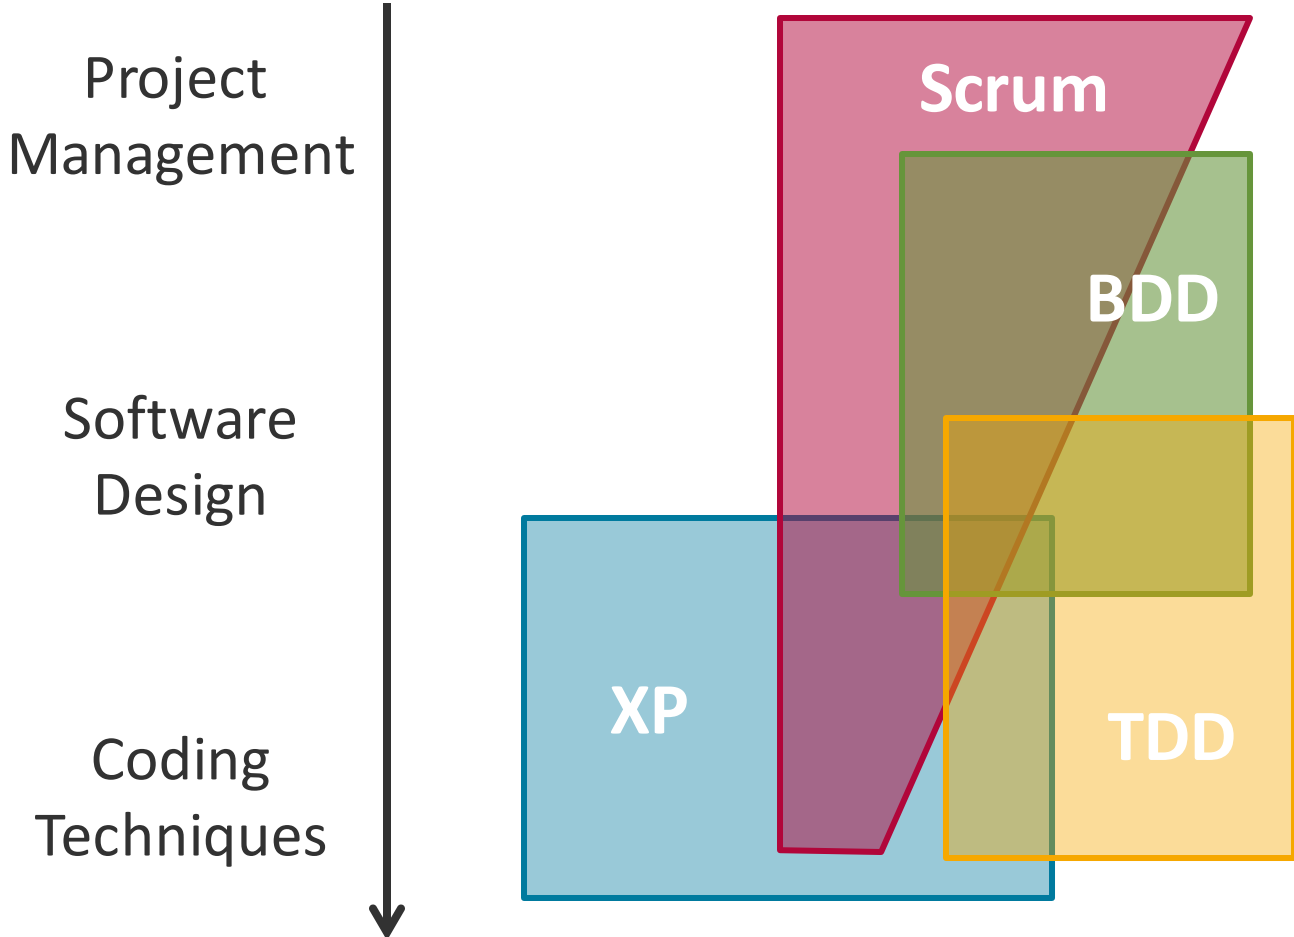 Project
Management
Software
Design
Coding
Techniques
Scrum
BDD
XP
TDD